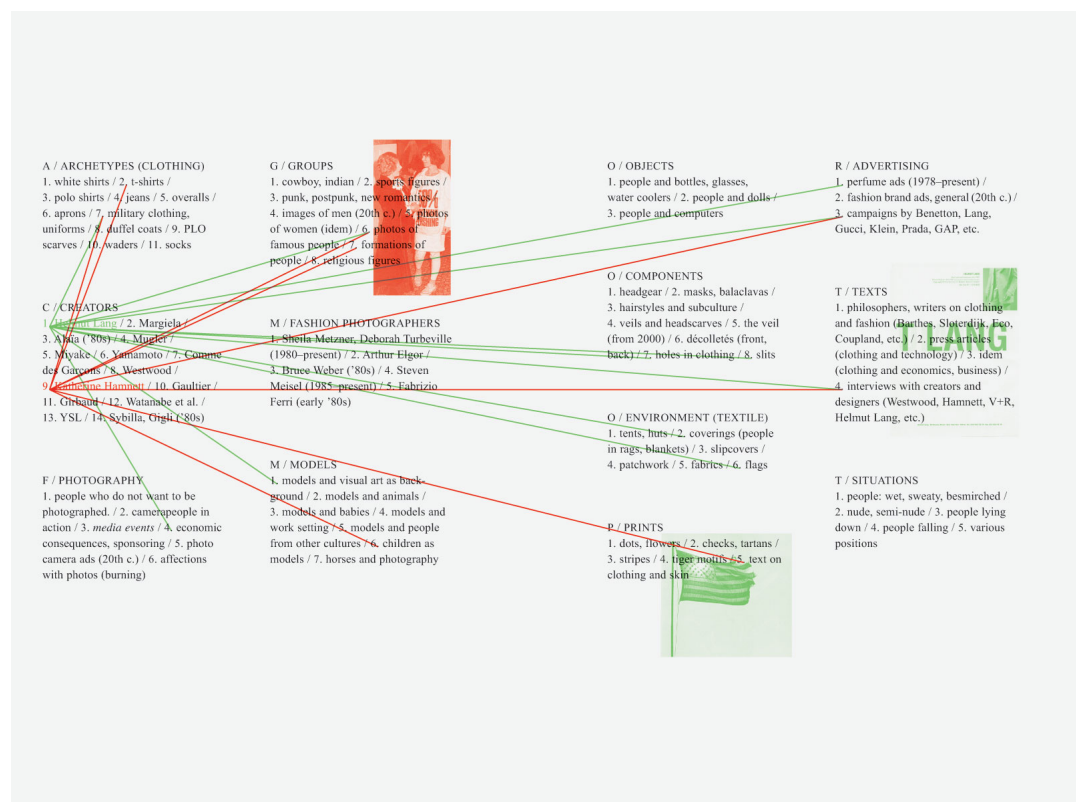 A / ARCHETYPES (CLOTHING)
1. white shirts / 2. t-shirts /
3. polo shirts / 4. jeans / 5. overalls /
6. aprons / 7. military clothing,
uniforms / 8. duffel coats / 9. PLO
scarves / 10. waders / 11. socks
C / CREATORS
1. Helmut Lang / 2. Margiela /
3. Alaïa (’80s) / 4. Mugler /
5. Miyake / 6. Yamamoto / 7. Comme
des Garçons / 8. Westwood /
9. Katherine Hamnett / 10. Gaultier /
11. Girbaud / 12. Watanabe et al. /
13. YSL / 14. Sybilla, Gigli (’80s)
F / PHOTOGRAPHY
1. people who do not want to be
photographed. / 2. camerapeople in
action / 3. media events / 4. economic
consequences, sponsoring / 5. photo
camera ads (20th c.) / 6. affections
with photos (burning)
G / GROUPS
1. cowboy, indian / 2. sports figures /
3. punk, postpunk, new romantics /
4. images of men (20th c.) / 5. photos
of women (idem) / 6. photos of
famous people / 7. formations of
people / 8. religious figures
M / FASHION PHOTOGRAPHERS
1. Sheila Metzner, Deborah Turbeville
(1980–present) / 2. Arthur Elgor /
3. Bruce Weber (’80s) / 4. Steven
Meisel (1985–present) / 5. Fabrizio
Ferri (early ’80s)
M / MODELS
1. models and visual art as back-
ground / 2. models and animals /
3. models and babies / 4. models and
work setting / 5. models and people
from other cultures / 6. children as
models / 7. horses and photography
O / OBJECTS
1. people and bottles, glasses,
water coolers / 2. people and dolls /
3. people and computers
O / COMPONENTS
1. headgear / 2. masks, balaclavas /
3. hairstyles and subculture /
4. veils and headscarves / 5. the veil
(from 2000) / 6. décolletés (front,
back) / 7. holes in clothing / 8. slits
O / ENVIRONMENT (TEXTILE)
1. tents, huts / 2. coverings (people
in rags, blankets) / 3. slipcovers /
4. patchwork / 5. fabrics / 6. flags
P / PRINTS
1. dots, flowers / 2. checks, tartans /
3. stripes / 4. tiger motifs / 5. text on
clothing and skin
R / ADVERTISING
1. perfume ads (1978–present) /
2. fashion brand ads, general (20th c.) /
3. campaigns by Benetton, Lang,
Gucci, Klein, Prada, GAP, etc.
T / TEXTS
1. philosophers, writers on clothing
and fashion (Barthes, Sloterdijk, Eco,
Coupland, etc.) / 2. press articles
(clothing and technology) / 3. idem
(clothing and economics, business) /
4. interviews with creators and
designers (Westwood, Hamnett, V+R,
Helmut Lang, etc.)
T LANG
T / SITUATIONS
1. people: wet, sweaty, besmirched /
2. nude, semi-nude / 3. people lying
down / 4. people falling / 5. various
positions